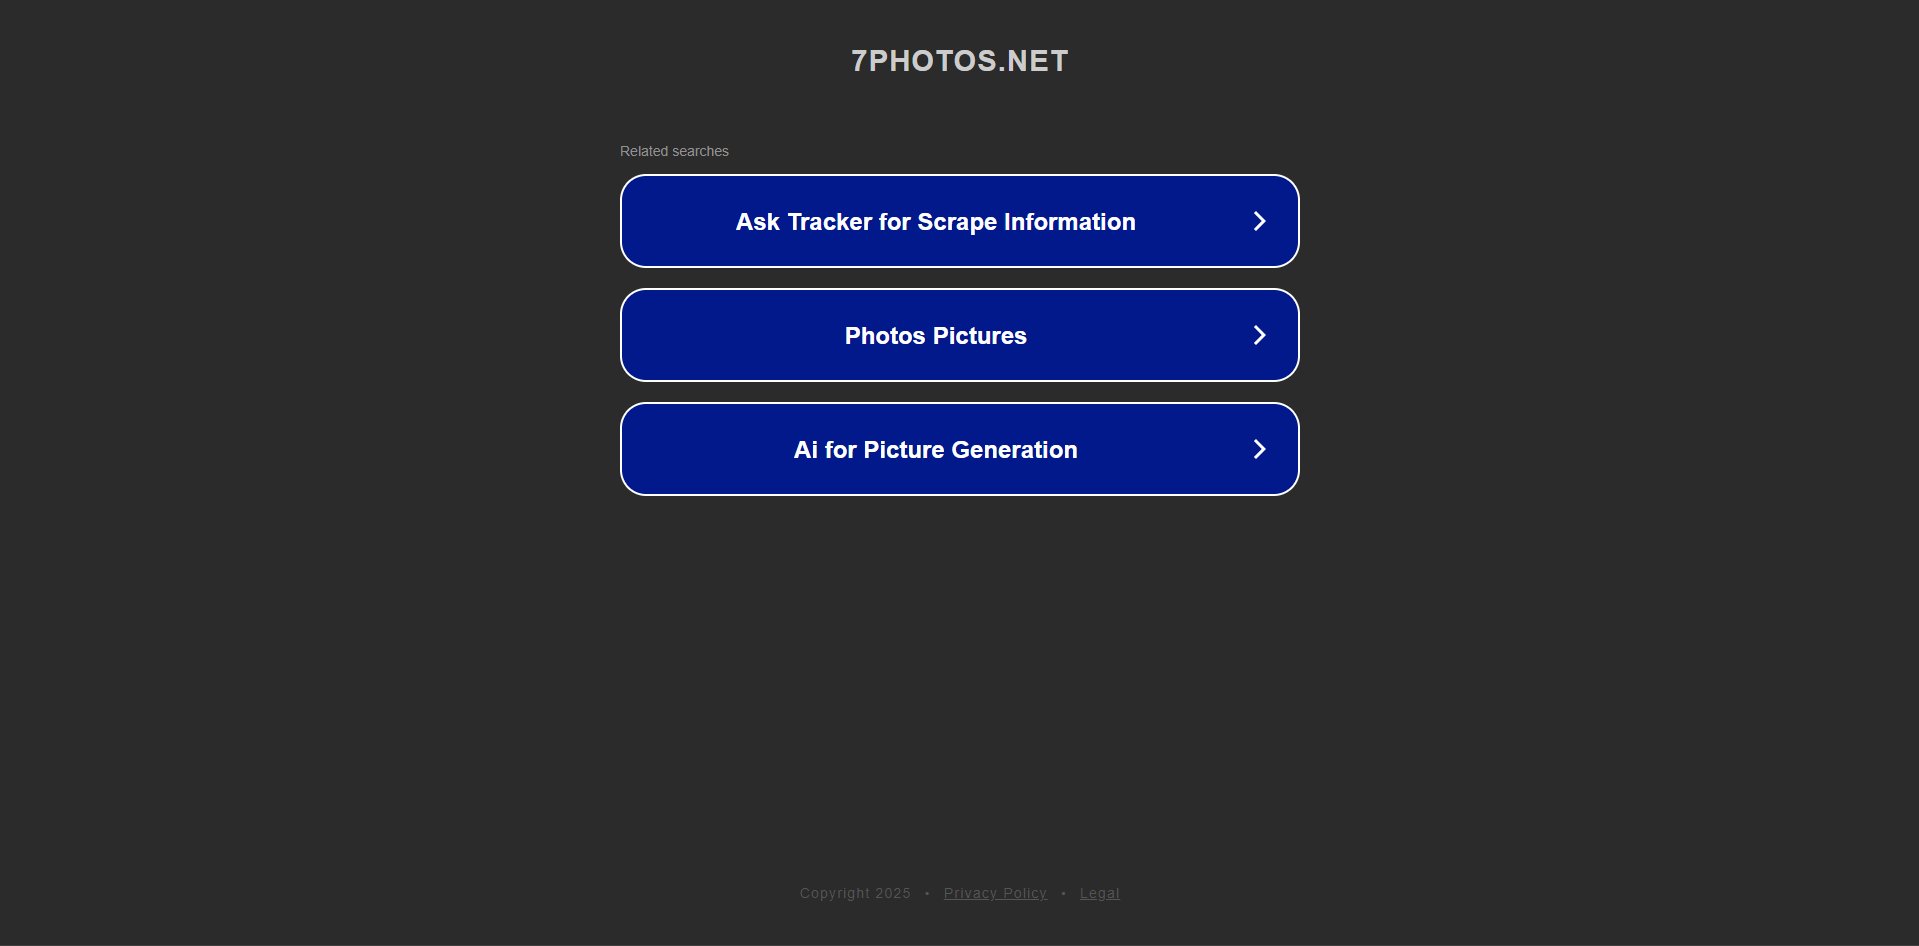 7PHOTOS.NET
Related searches
Ask Tracker for Scrape Information
Photos Pictures
Ai for Picture Generation
Copyright 2025 • Privacy Policy • Legal